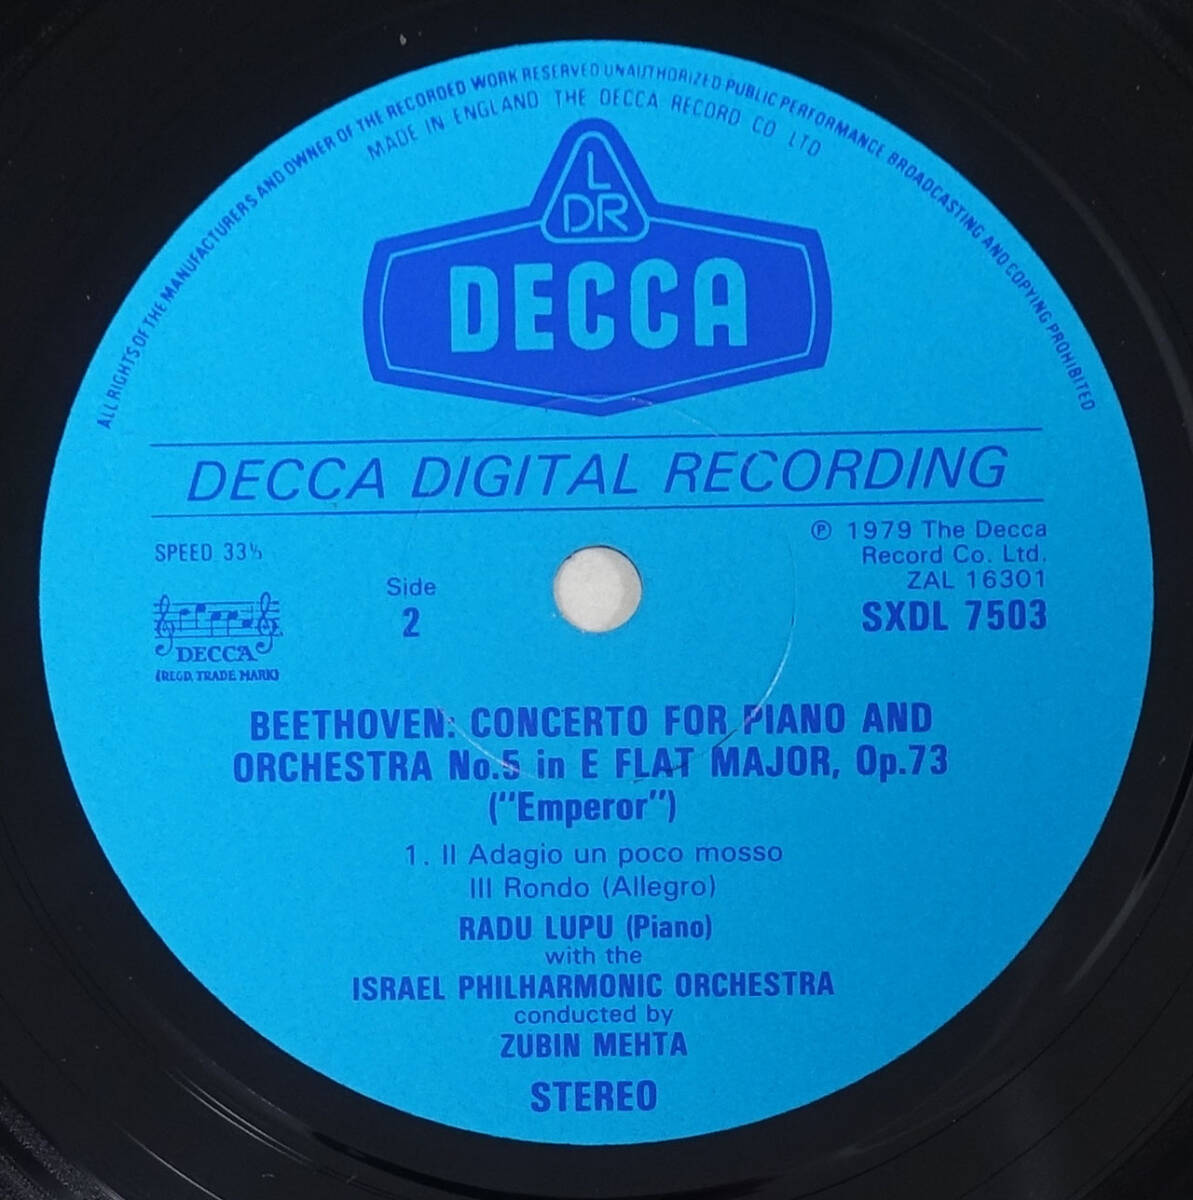 ALL RIGHTS OF THE MANUFACTURERS AND OWNER OF THE RECORDED WORK RESERVED UNAUTHORIZED PUBLIC PERFORMANCE BROADCASTING AND COPYING PROHIBITED
MADE IN ENGLAND THE DECCA RECORD CO LTD
L
DR
DECCA
DECCA DIGITAL RECORDING
SPEED 33⅓
℗ 1979 The Decca
Record Co. Ltd.
ZAL 16301
SXDL 7503
Side
2
DECCA
(REGD. TRADE MARK)
BEETHOVEN: CONCERTO FOR PIANO AND
ORCHESTRA No.5 in E FLAT MAJOR, Op.73
("Emperor")
1. II Adagio un poco mosso
III Rondo (Allegro)
RADU LUPU (Piano)
with the
ISRAEL PHILHARMONIC ORCHESTRA
conducted by
ZUBIN MEHTA
STEREO